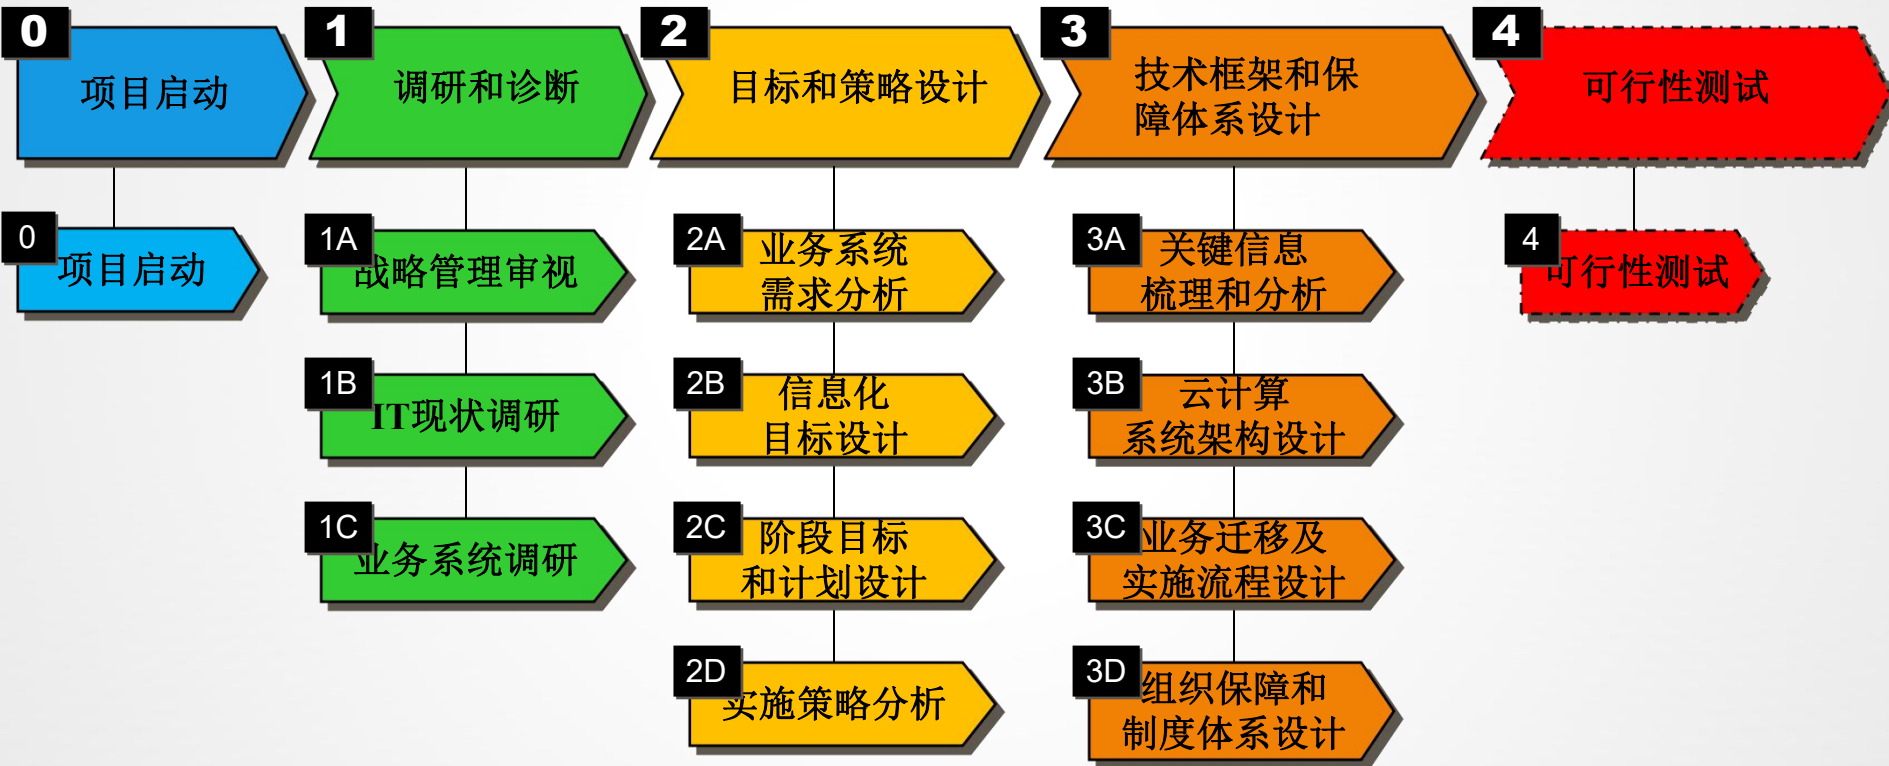 0
项目启动
1
调研和诊断
2
目标和策略设计
3
技术框架和保
障体系设计
4
可行性测试
0
项目启动
1A
战略管理审视
1B
IT现状调研
1C
业务系统调研
2A
业务系统
需求分析
2B
信息化
目标设计
2C
阶段目标
和计划设计
2D
实施策略分析
3A
关键信息
梳理和分析
3B
云计算
系统架构设计
3C
业务迁移及
实施流程设计
3D
组织保障和
制度体系设计
4
可行性测试